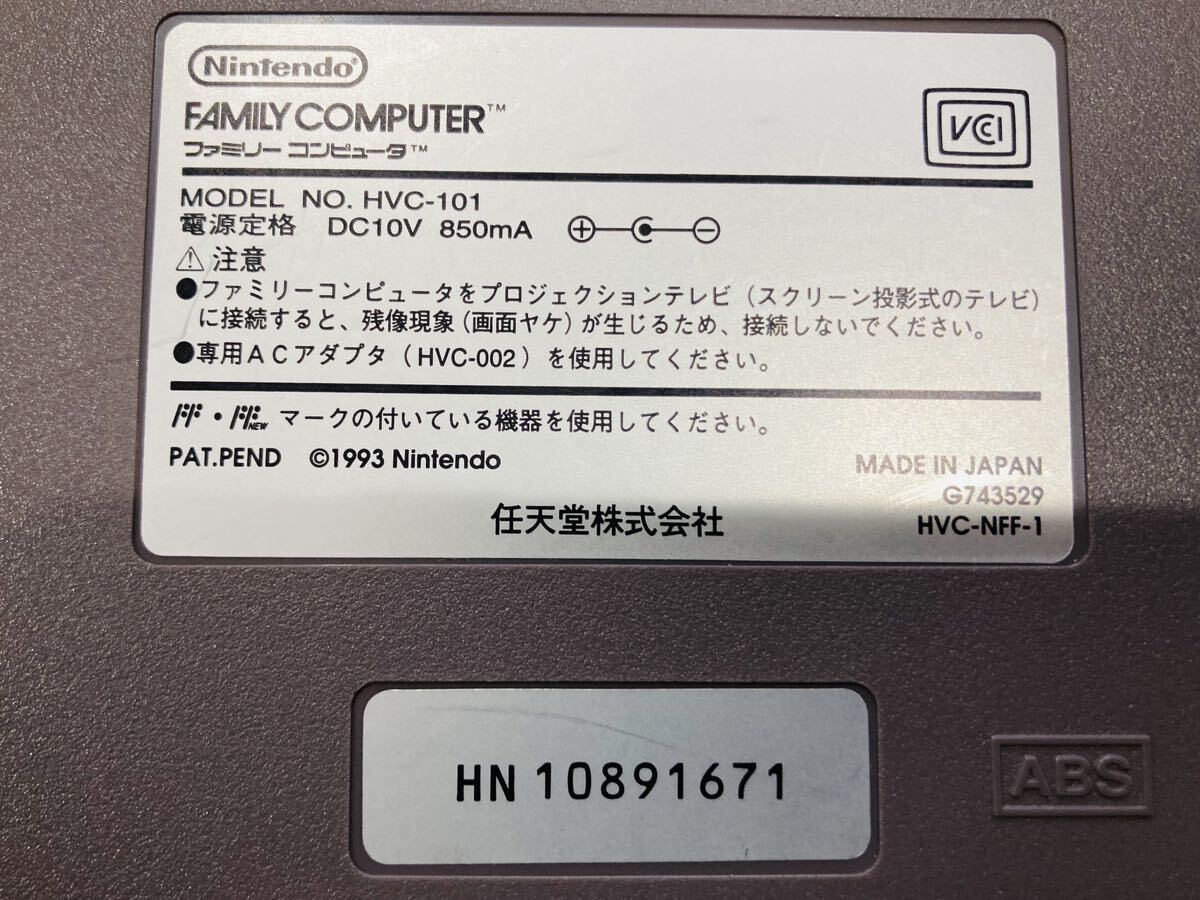 Nintendo®
FAMILY COMPUTER™
ファミリー コンピュータ™
VCCI
MODEL NO. HVC-101
電源定格 DC10V 850mA
注意
●ファミリーコンピュータをプロジェクションテレビ（スクリーン投影式のテレビ）
に接続すると、残像現象（画面ヤケ）が生じるため、接続しないでください。
●専用ACアダプタ（HVC-002）を使用してください。
FF・FF NEW マークの付いている機器を使用してください。
PAT.PEND ©1993 Nintendo
MADE IN JAPAN
G743529
任天堂株式会社
HVC-NFF-1
HN 10891671
ABS